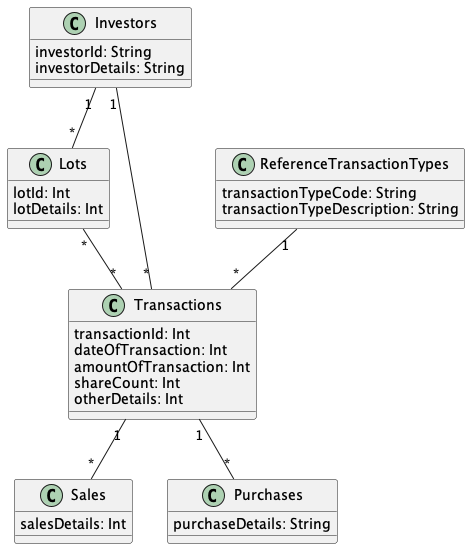 C Investors
investorId: String
investorDetails: String
1 1
*
C Lots
lotId: Int
lotDetails: Int
C ReferenceTransactionTypes
transactionTypeCode: String
transactionTypeDescription: String
* 1
* * *
C Transactions
transactionId: Int
dateOfTransaction: Int
amountOfTransaction: Int
shareCount: Int
otherDetails: Int
1 1
* *
C Sales
salesDetails: Int
C Purchases
purchaseDetails: String